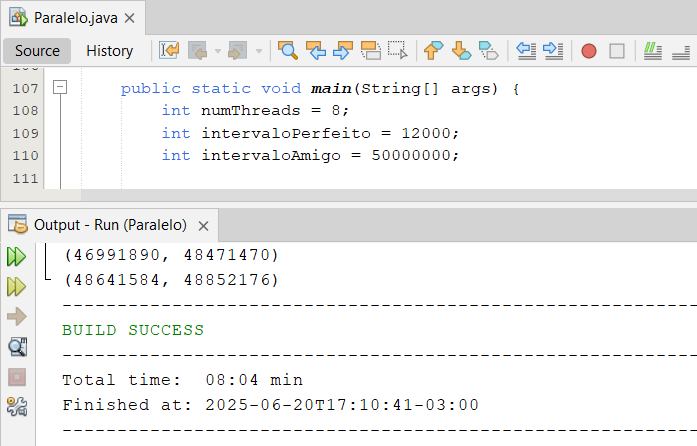 Paralelo.java
Source History
107 public static void main(String[] args) {
108 int numThreads = 8;
109 int intervaloPerfeito = 12000;
110 int intervaloAmigo = 50000000;
111
Output - Run (Paralelo)
(46991890, 48471470)
(48641584, 48852176)
------------------------------------------------------------------------
BUILD SUCCESS
------------------------------------------------------------------------
Total time:  08:04 min
Finished at: 2025-06-20T17:10:41-03:00
------------------------------------------------------------------------